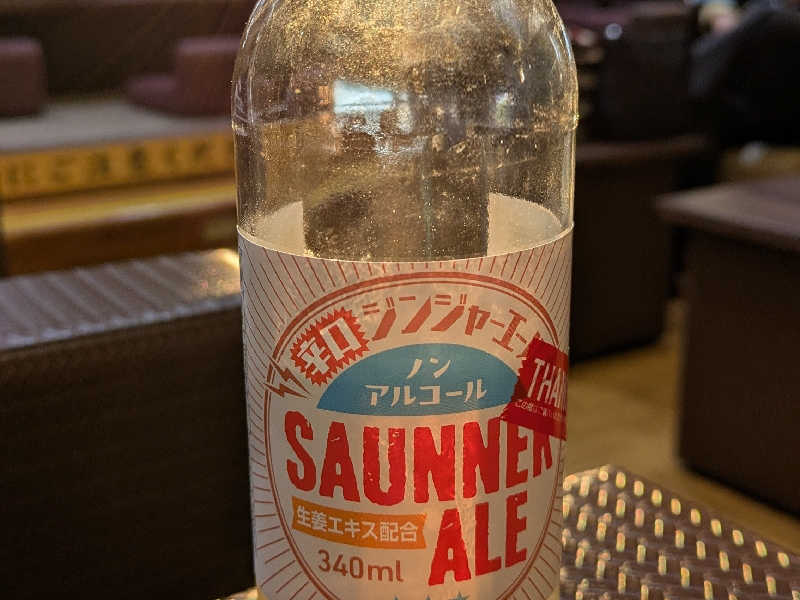 辛口
ジンジャーエー
ノン
アルコール
THAN
SAUNNER
生姜エキス配合
ALE
340ml